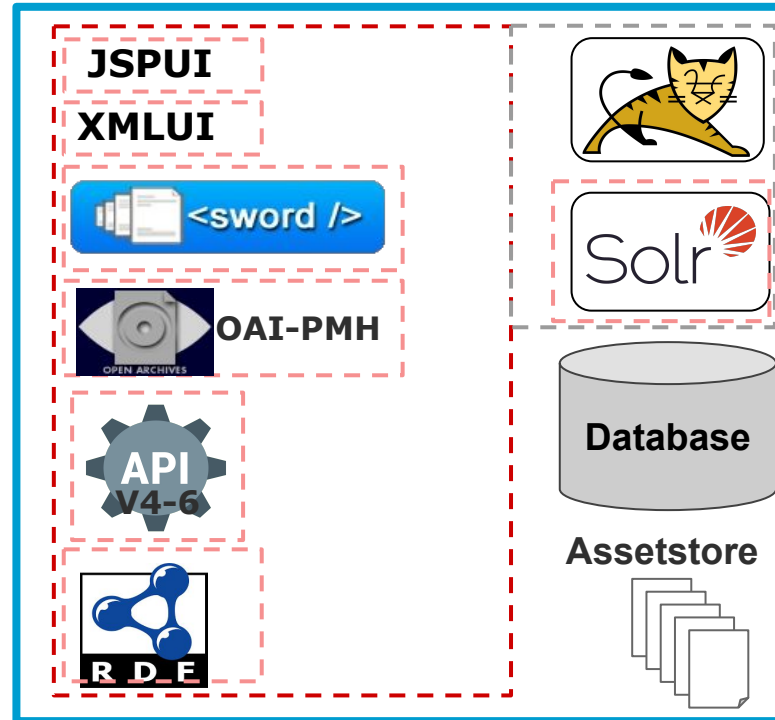 JSPUI
XMLUI
<sword />
OPEN ARCHIVES
OAI-PMH
API
V4-6
RDF
Solr
Database
Assetstore